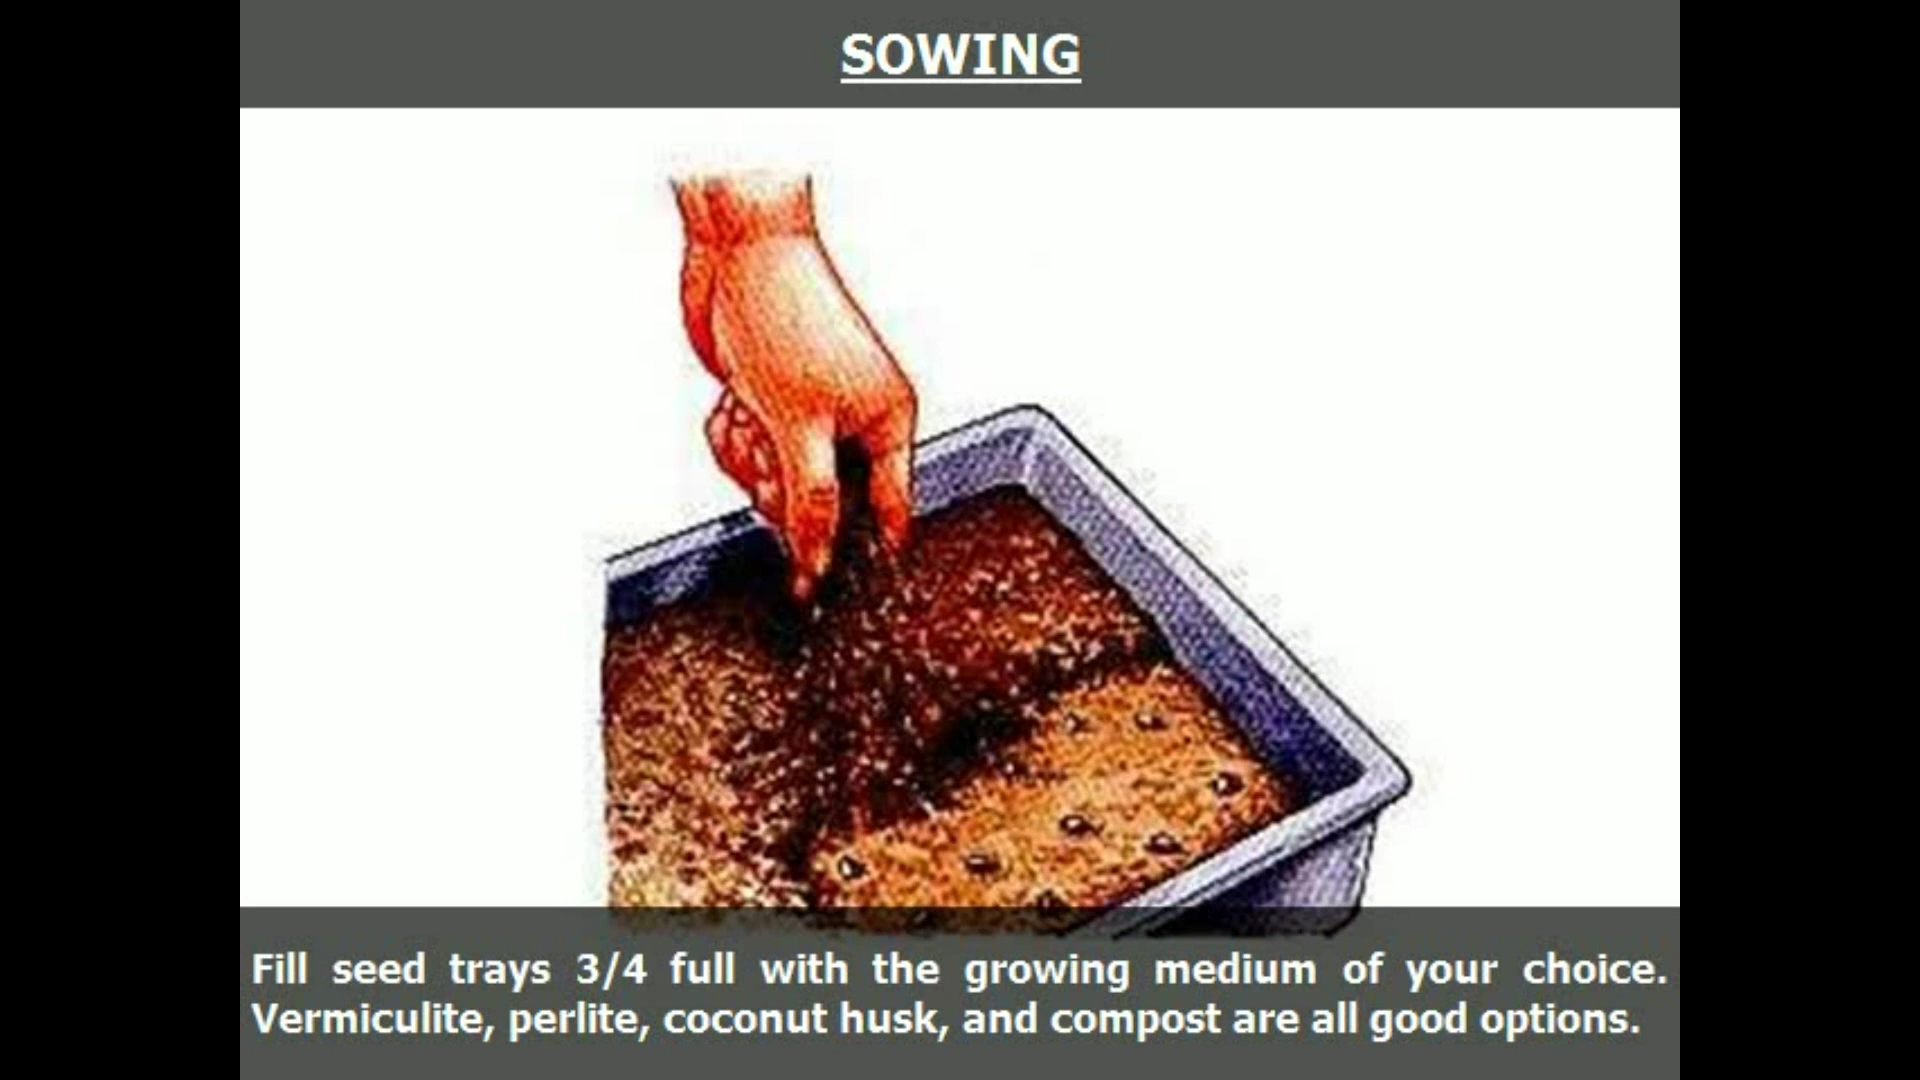 SOWING
Fill seed trays 3/4 full with the growing medium of your choice.
Vermiculite, perlite, coconut husk, and compost are all good options.